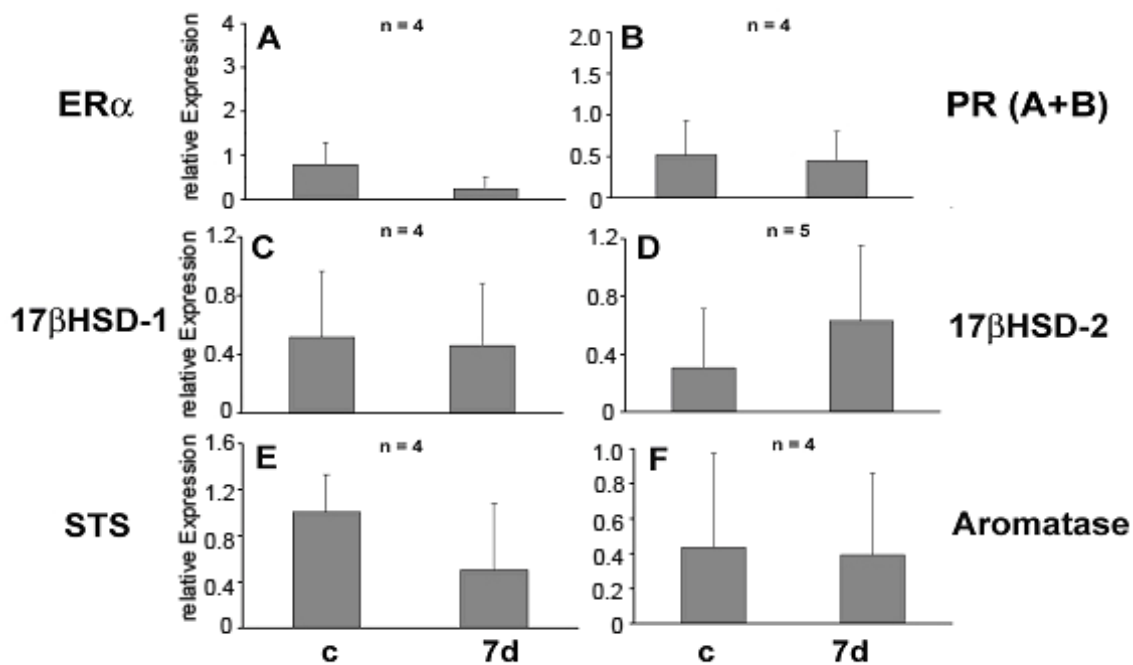 A
n = 4
ERα
relative Expression
4
3
2
1
0
B
n = 4
PR (A+B)
2.0
1.5
1.0
0.5
0
C
n = 4
17βHSD-1
relative Expression
1.2
0.8
0.4
0
D
n = 5
17βHSD-2
1.2
0.8
0.4
0
E
n = 4
STS
relative Expression
1.6
1.2
0.8
0.4
0
F
n = 4
Aromatase
1.0
0.8
0.6
0.4
0.2
0
c
7d
c
7d